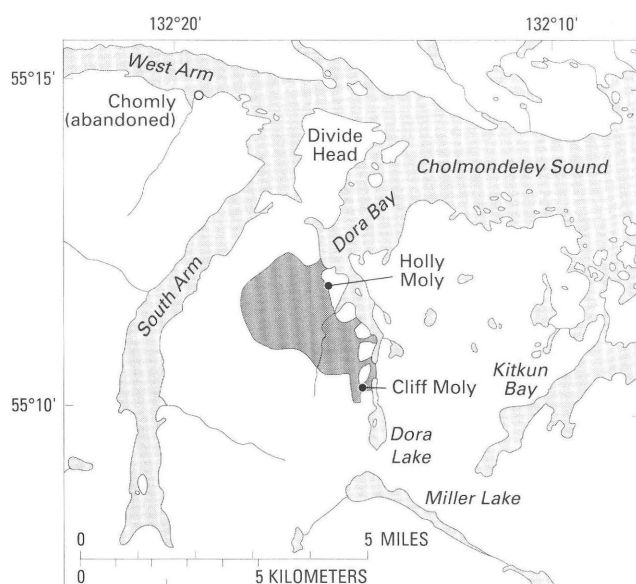 132°20' 132°10'
55°15'
West Arm
Chomly
(abandoned)
Divide
Head
Cholmondeley Sound
Dora Bay
Holly
Moly
South Arm
Kitkun
Bay
55°10'
Cliff Moly
Dora
Lake
Miller Lake
0 5 MILES
0 5 KILOMETERS